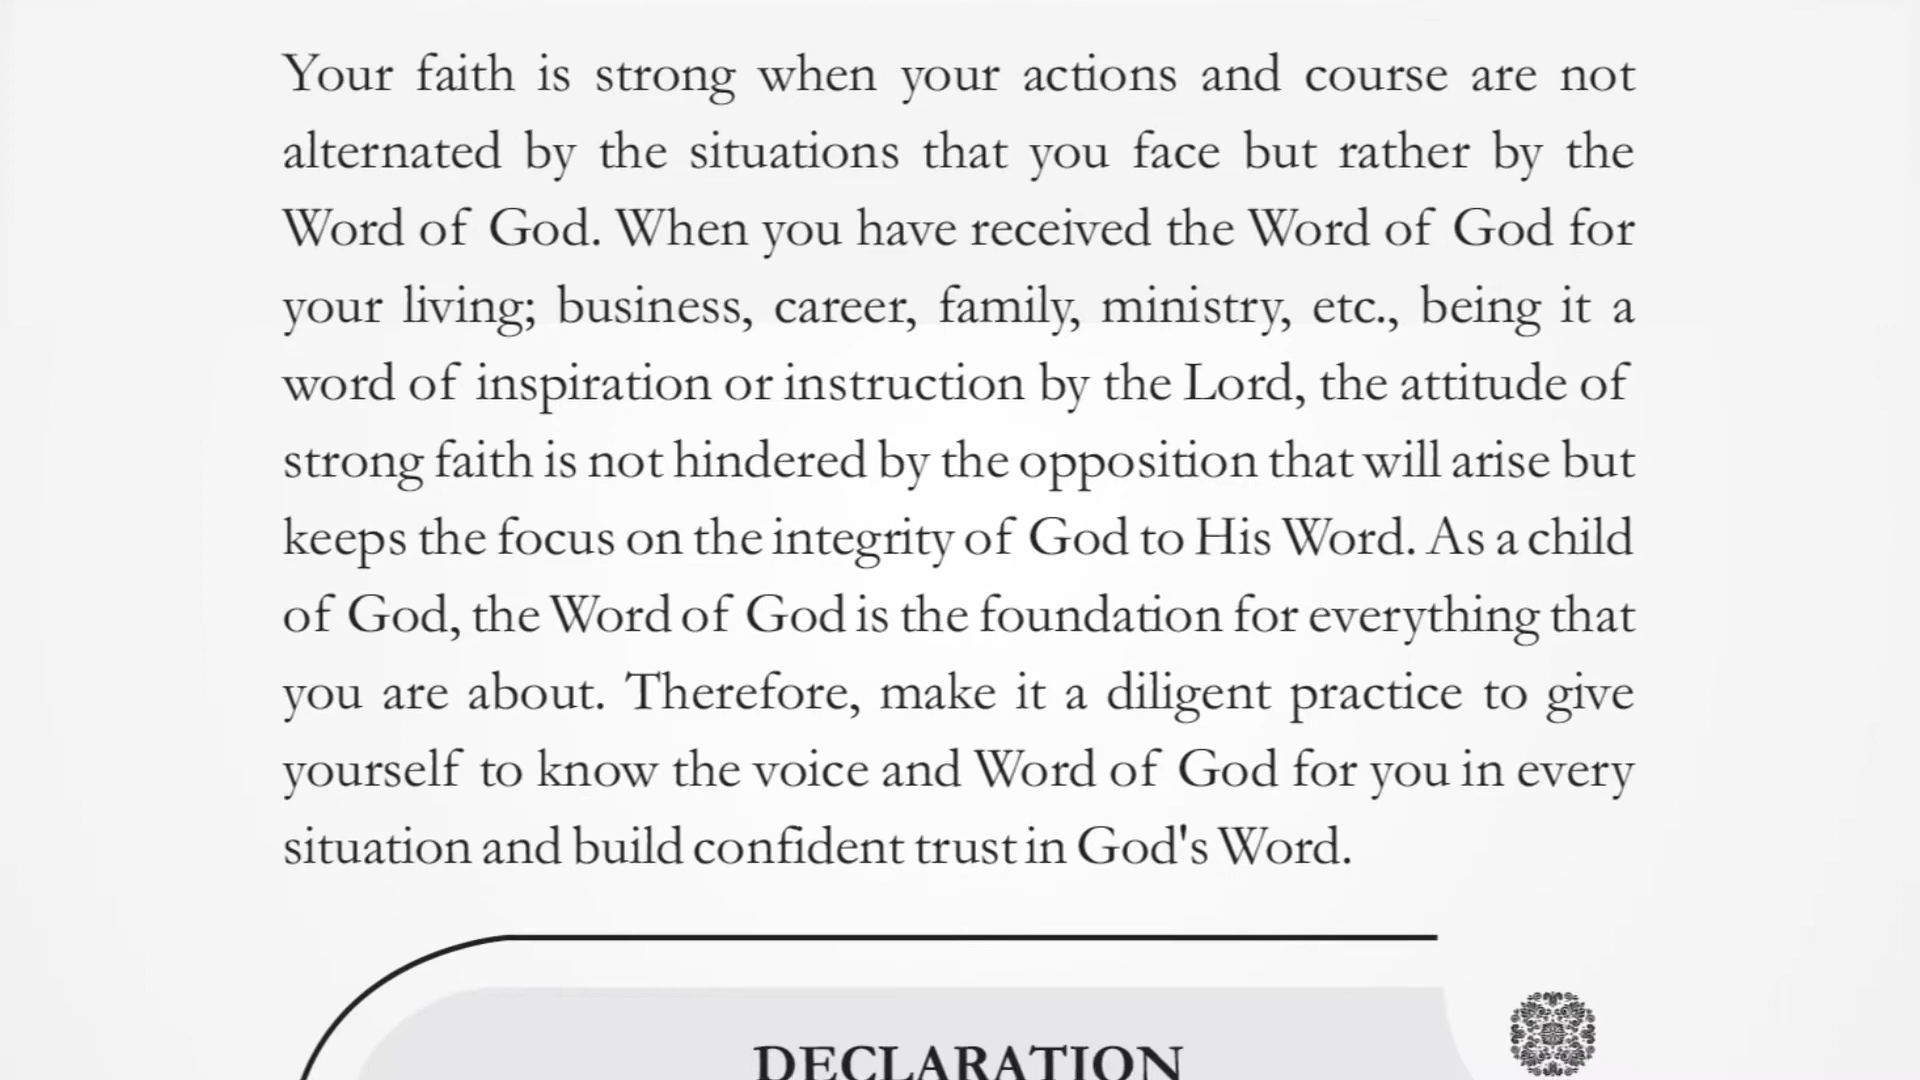 Your faith is strong when your actions and course are not
alternated by the situations that you face but rather by the
Word of God. When you have received the Word of God for
your living; business, career, family, ministry, etc., being it a
word of inspiration or instruction by the Lord, the attitude of
strong faith is not hindered by the opposition that will arise but
keeps the focus on the integrity of God to His Word. As a child
of God, the Word of God is the foundation for everything that
you are about. Therefore, make it a diligent practice to give
yourself to know the voice and Word of God for you in every
situation and build confident trust in God's Word.
DECLARATION